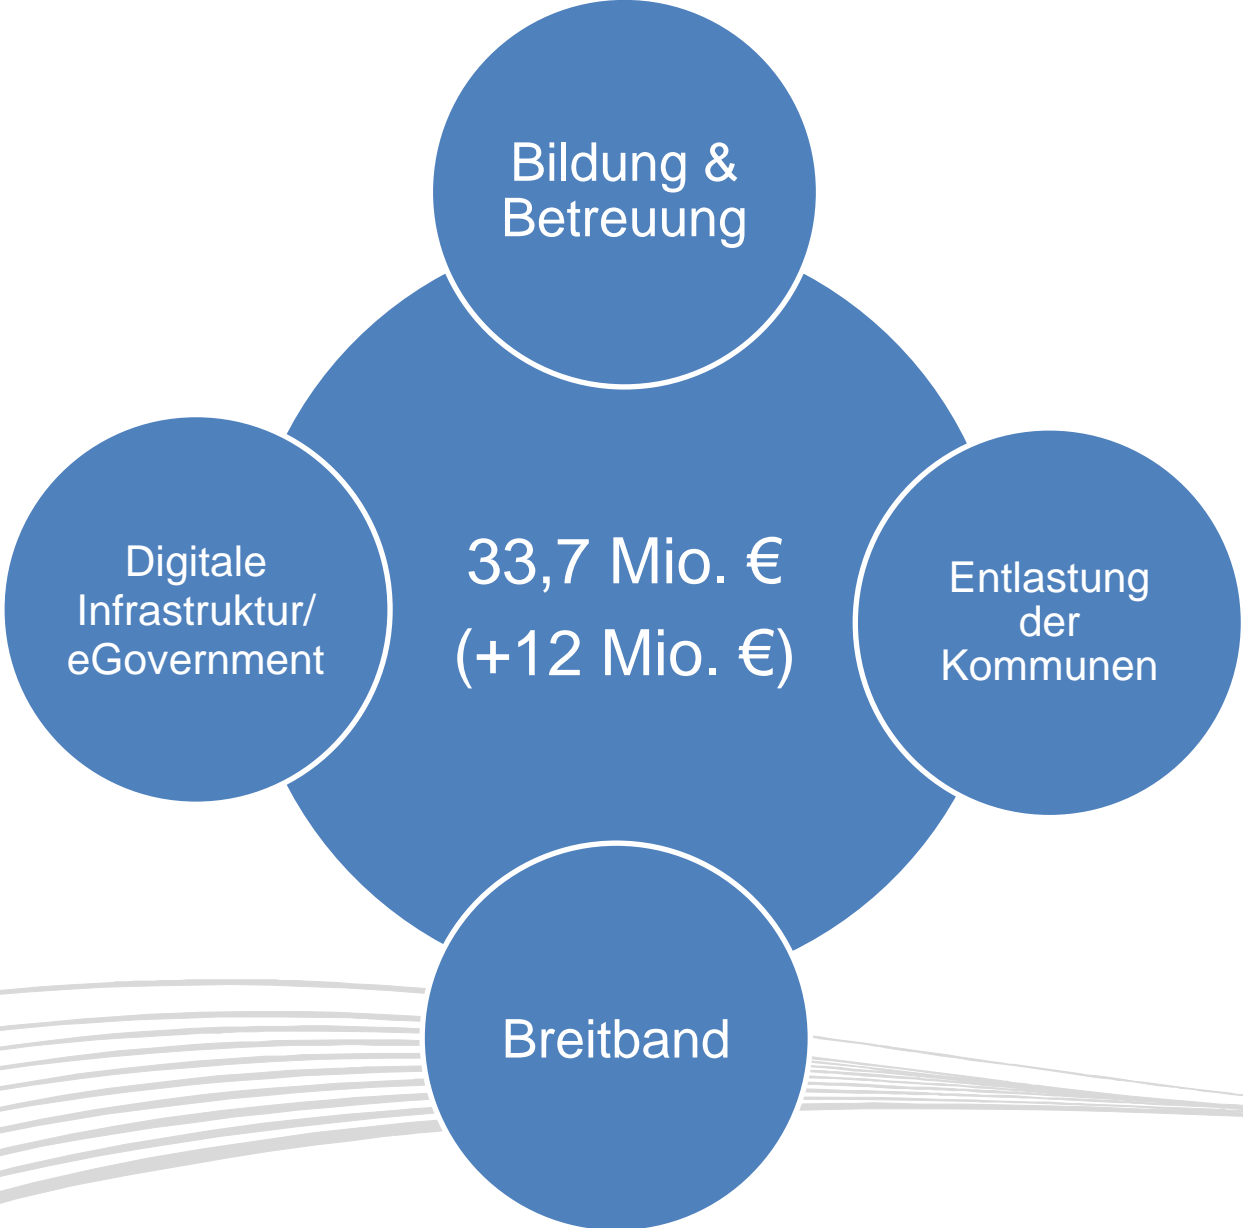 Bildung &
Betreuung
Digitale
Infrastruktur/
eGovernment
33,7 Mio. €
(+12 Mio. €)
Entlastung
der
Kommunen
Breitband